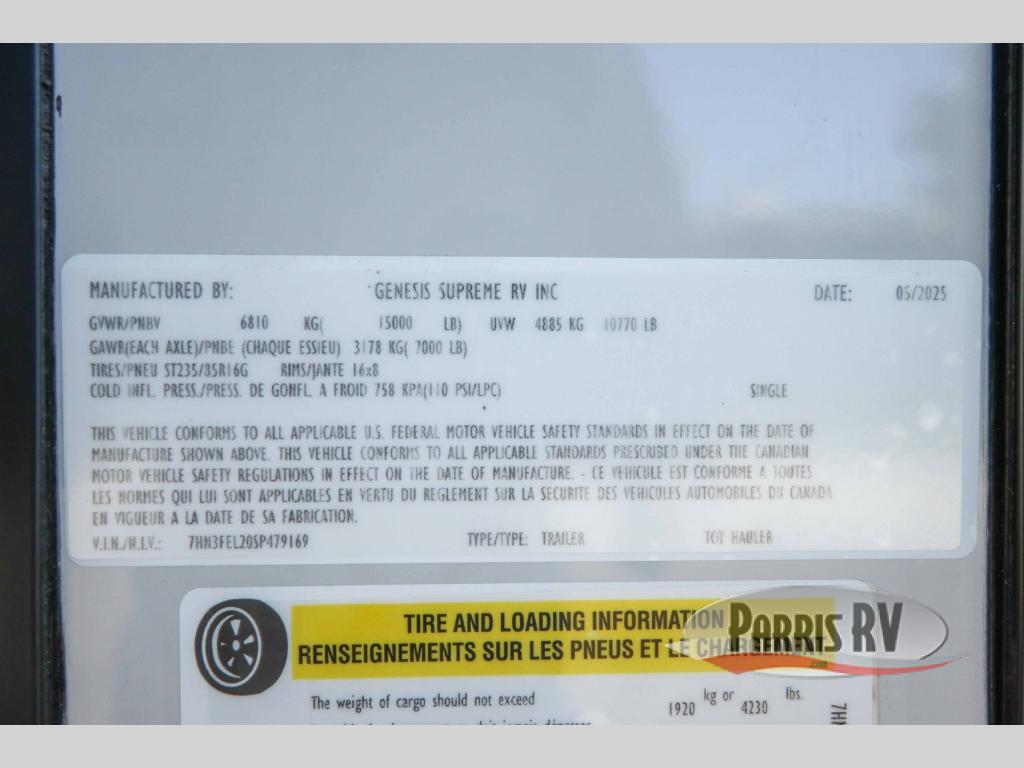 MANUFACTURED BY: GENESIS SUPREME RV INC DATE: 05/2025
GVWR/PNBV 6810 KG( 15000 LB) UVW 4885 KG 10770 LB
GAWR(EACH AXLE)/PNBE (CHAQUE ESSIEU) 3178 KG( 7000 LB)
TIRES/PNEU ST235/85R16G RIMS/JANTE 16x8
COLD INFL. PRESS./PRESS. DE GONFL. A FROID 758 KPA(110 PSI/LPC) SINGLE
THIS VEHICLE CONFORMS TO ALL APPLICABLE U.S. FEDERAL MOTOR VEHICLE SAFETY STANDARDS IN EFFECT ON THE DATE OF
MANUFACTURE SHOWN ABOVE. THIS VEHICLE CONFORMS TO ALL APPLICABLE STANDARDS PRESCRIBED UNDER THE CANADIAN
MOTOR VEHICLE SAFETY REGULATIONS IN EFFECT ON THE DATE OF MANUFACTURE. - CE VEHICULE EST CONFORME A TOUTES
LES NORMES QUI LUI SONT APPLICABLES EN VERTU DU REGLEMENT SUR LA SECURITE DES VEHICULES AUTOMOBILES DU CANADA
EN VIGUEUR A LA DATE DE SA FABRICATION.
V.I.N./N.I.V.: 7HN3FEL20SP479169 TYPE/TYPE: TRAILER TOY HAULER
TIRE AND LOADING INFORMATION
RENSEIGNEMENTS SUR LES PNEUS ET LE CHARGEMENT
PARRIS RV
.com
The weight of cargo should not exceed 1920 kg or 4230 lbs.